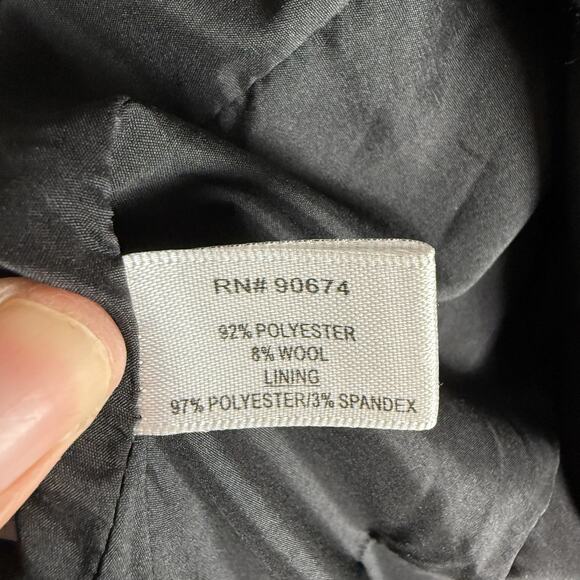 RN# 90674
92% POLYESTER
8% WOOL
LINING
97% POLYESTER/3% SPANDEX